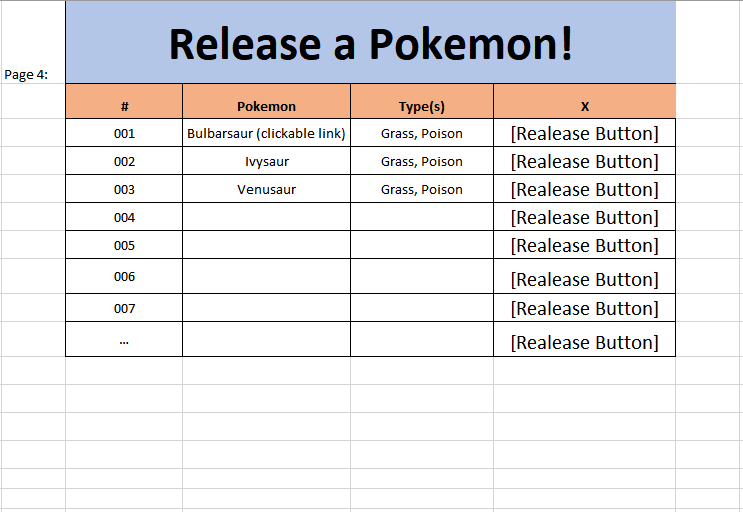 Release a Pokemon!
Page 4:
# Pokemon Type(s) X
001 Bulbarsaur (clickable link) Grass, Poison [Realease Button]
002 Ivysaur Grass, Poison [Realease Button]
003 Venusaur Grass, Poison [Realease Button]
004 [Realease Button]
005 [Realease Button]
006 [Realease Button]
007 [Realease Button]
... [Realease Button]